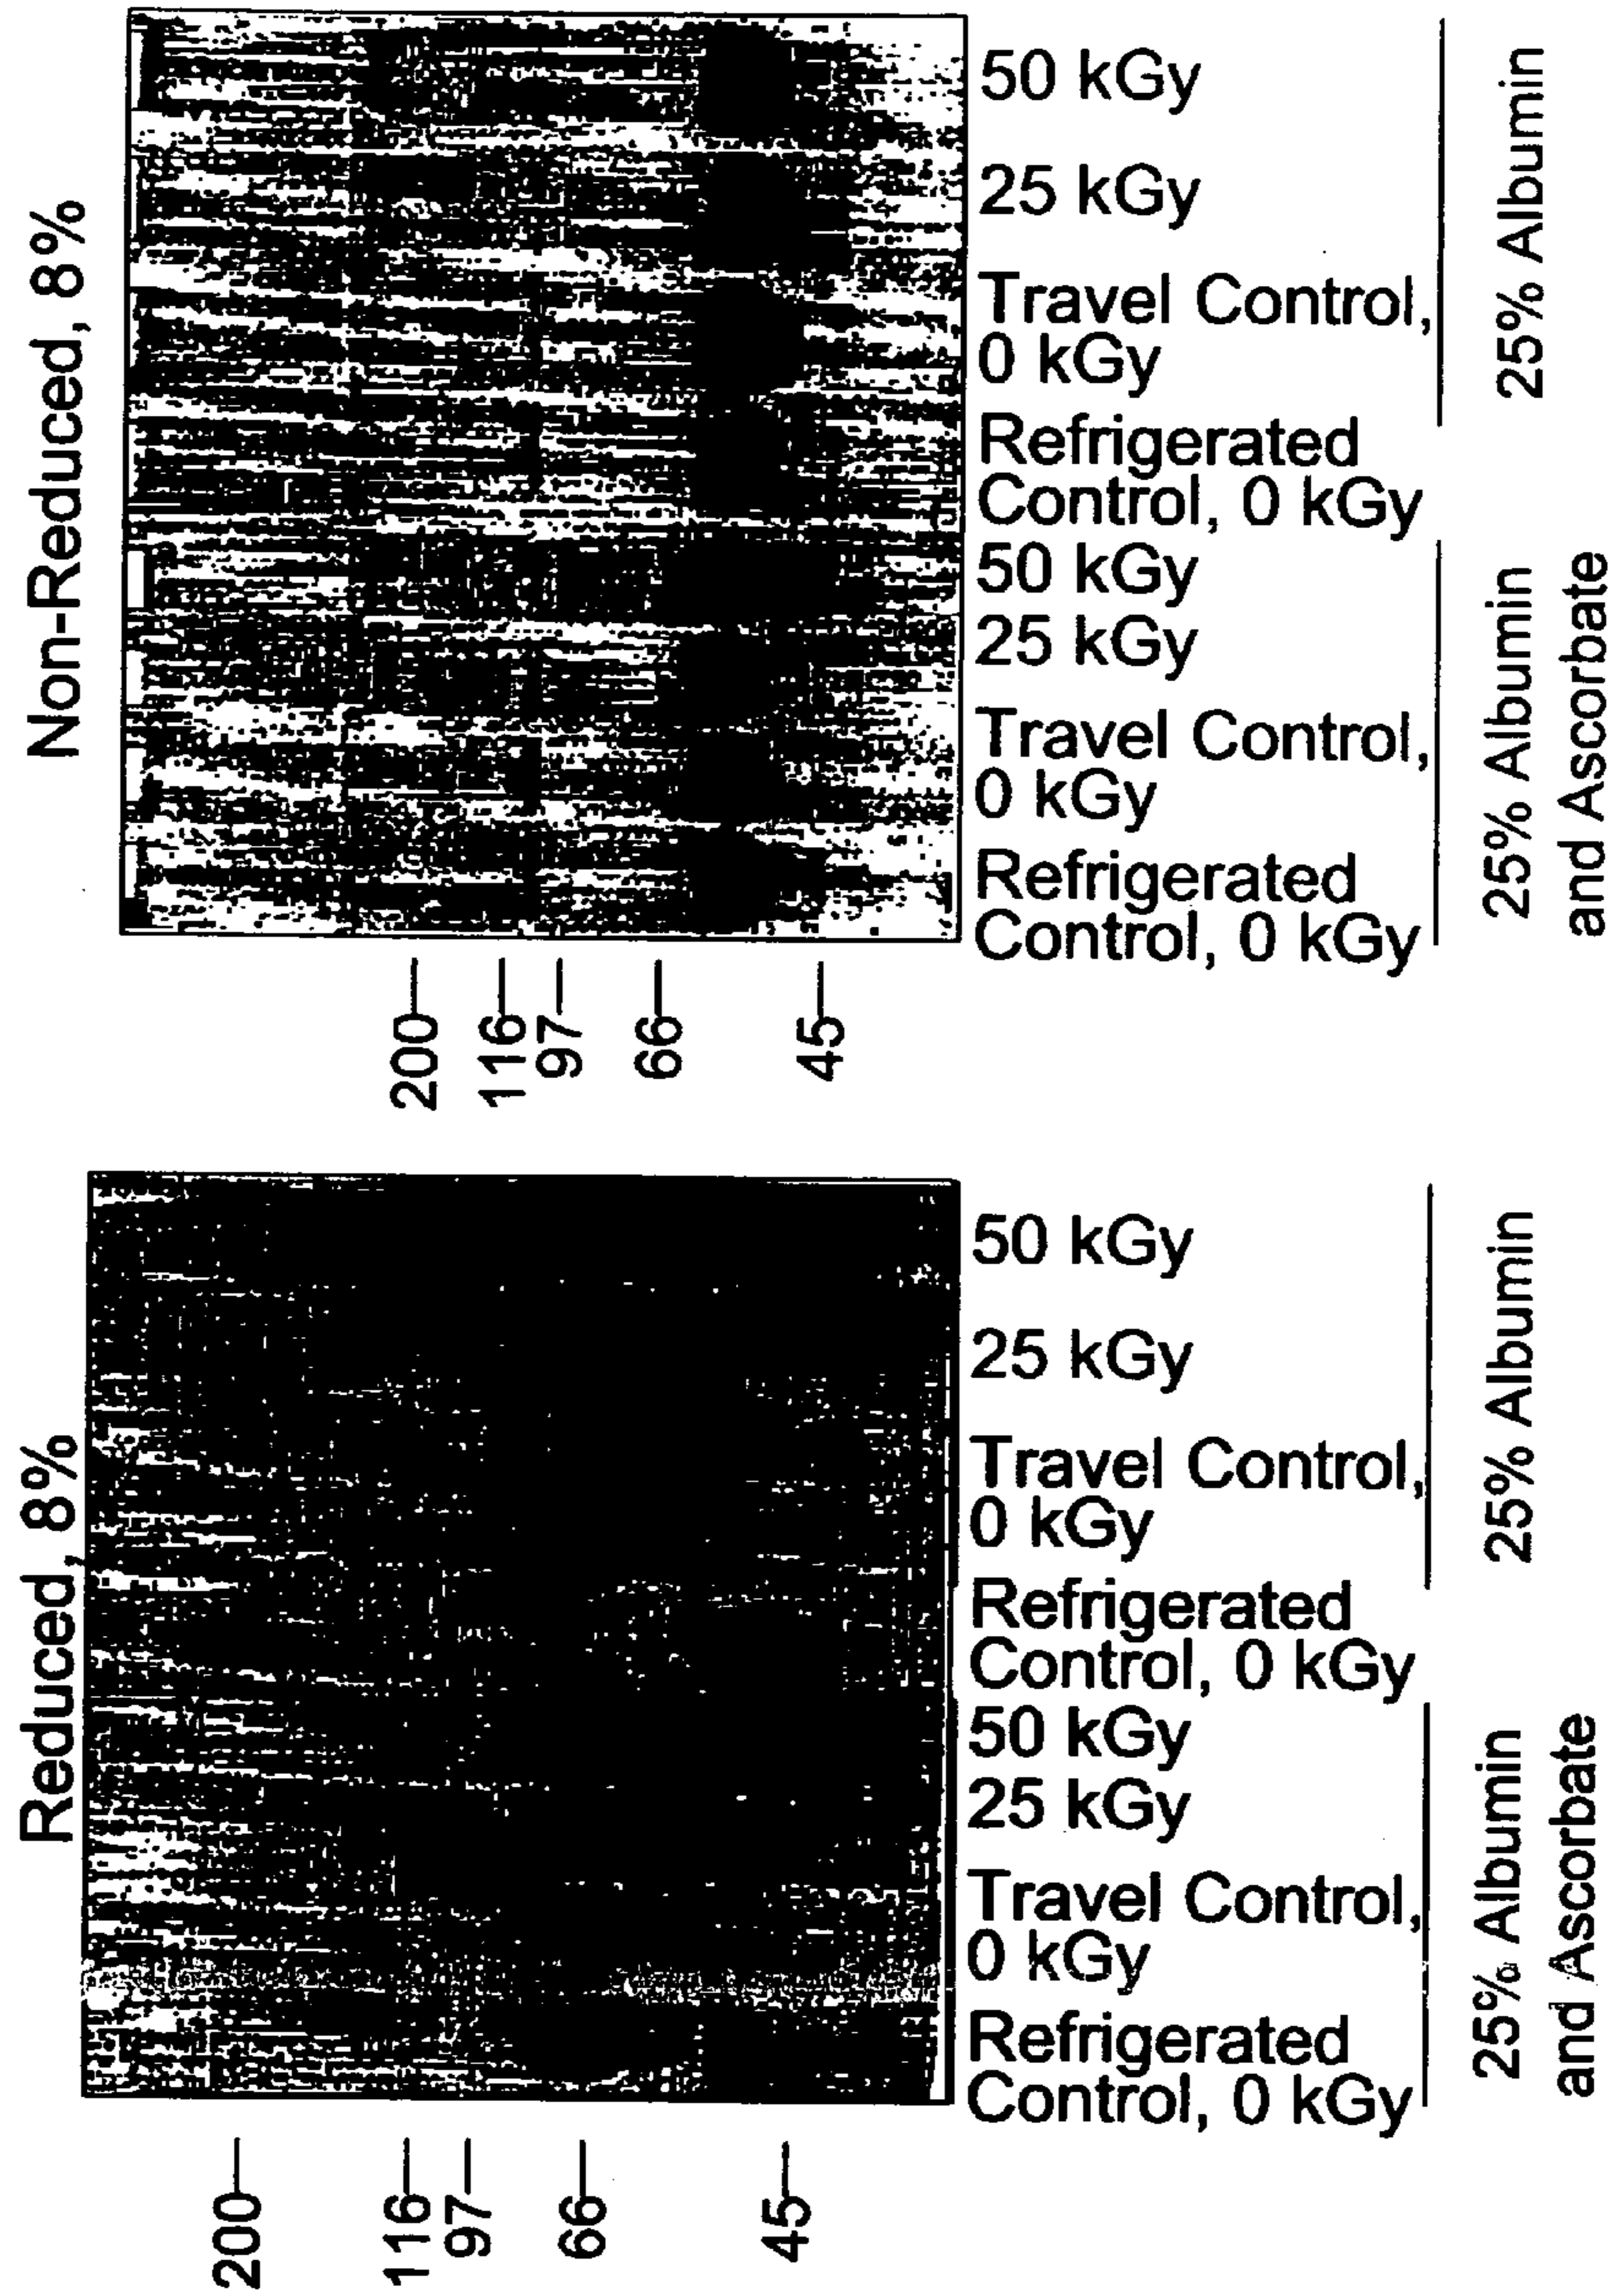 Non-Reduced, 8%
200
116
97
66
45
50 kGy
25 kGy
Travel Control,
0 kGy
Refrigerated
Control, 0 kGy
50 kGy
25 kGy
Travel Control,
0 kGy
Refrigerated
Control, 0 kGy
25% Albumin
25% Albumin
and Ascorbate
Reduced, 8%
200
116
97
66
45
50 kGy
25 kGy
Travel Control,
0 kGy
Refrigerated
Control, 0 kGy
50 kGy
25 kGy
Travel Control,
0 kGy
Refrigerated
Control, 0 kGy
25% Albumin
25% Albumin
and Ascorbate